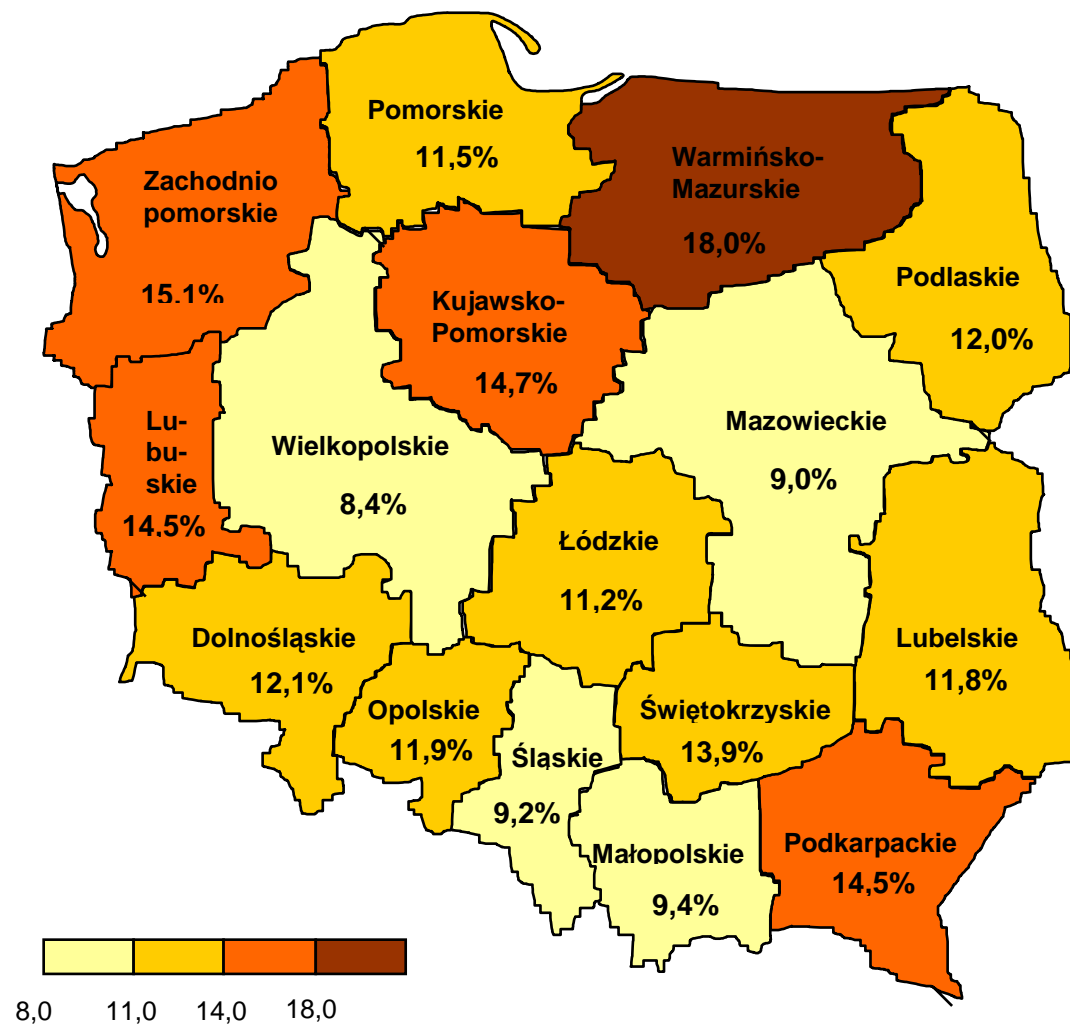 Pomorskie
11,5%
Warmińsko-
Mazurskie
18,0%
Zachodnio
pomorskie
15,1%
Podlaskie
12,0%
Kujawsko-
Pomorskie
14,7%
Lu-
bu-
skie
14,5%
Wielkopolskie
8,4%
Mazowieckie
9,0%
Łódzkie
11,2%
Dolnośląskie
12,1%
Lubelskie
11,8%
Opolskie
11,9%
Śląskie
9,2%
Świętokrzyskie
13,9%
Małopolskie
9,4%
Podkarpackie
14,5%
8,0 11,0 14,0 18,0